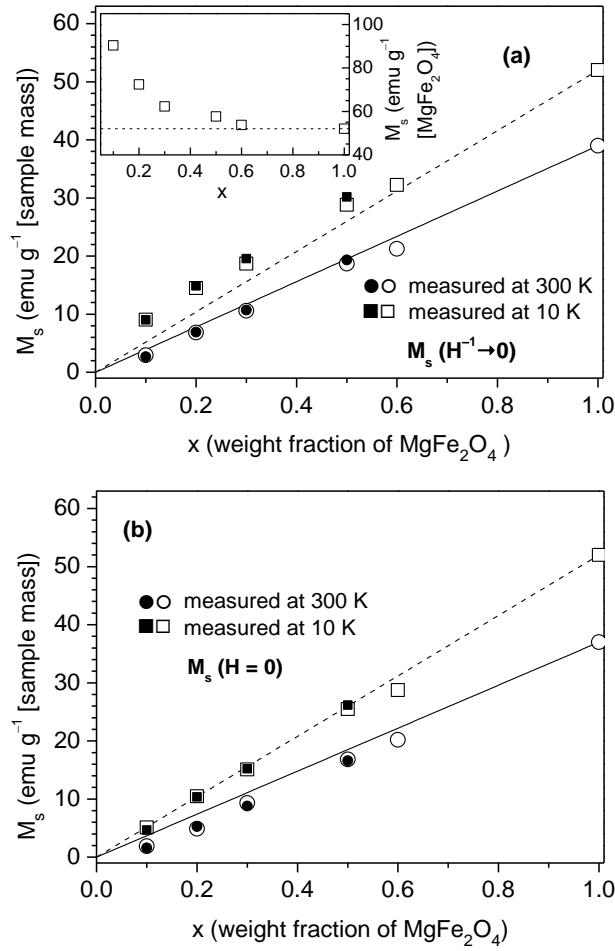 60
50
40
30
20
10
0
M_s (emu g⁻¹ [sample mass])
100
80
60
40
M_s (emu g⁻¹ [MgFe₂O₄])
0.2 0.4 0.6 0.8 1.0
x
(a)
measured at 300 K
measured at 10 K
M_s (H⁻¹→0)
0.0 0.2 0.4 0.6 0.8 1.0
x (weight fraction of MgFe₂O₄ )
60
50
40
30
20
10
0
M_s (emu g⁻¹ [sample mass])
(b)
measured at 300 K
measured at 10 K
M_s (H = 0)
0.0 0.2 0.4 0.6 0.8 1.0
x (weight fraction of MgFe₂O₄)